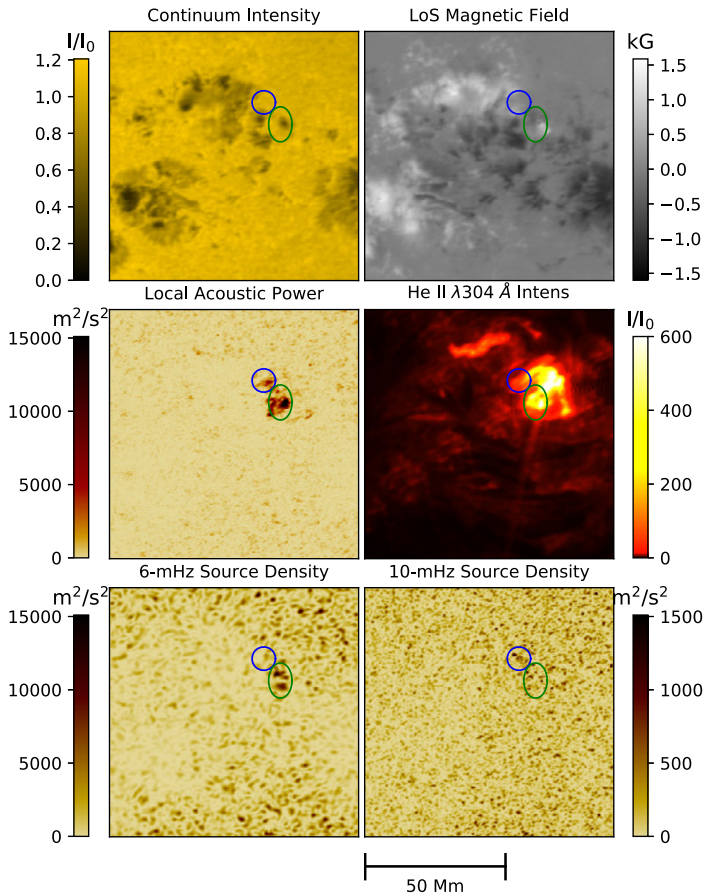 Continuum Intensity
LoS Magnetic Field
I/I0
1.2
1.0
0.8
0.6
0.4
0.2
0.0
kG
1.5
1.0
0.5
0.0
−0.5
−1.0
−1.5
Local Acoustic Power
He II λ304 Å Intens
m²/s²
15000
10000
5000
0
I/I0
600
400
200
0
6-mHz Source Density
10-mHz Source Density
m²/s²
15000
10000
5000
0
m²/s²
1500
1000
500
0
50 Mm